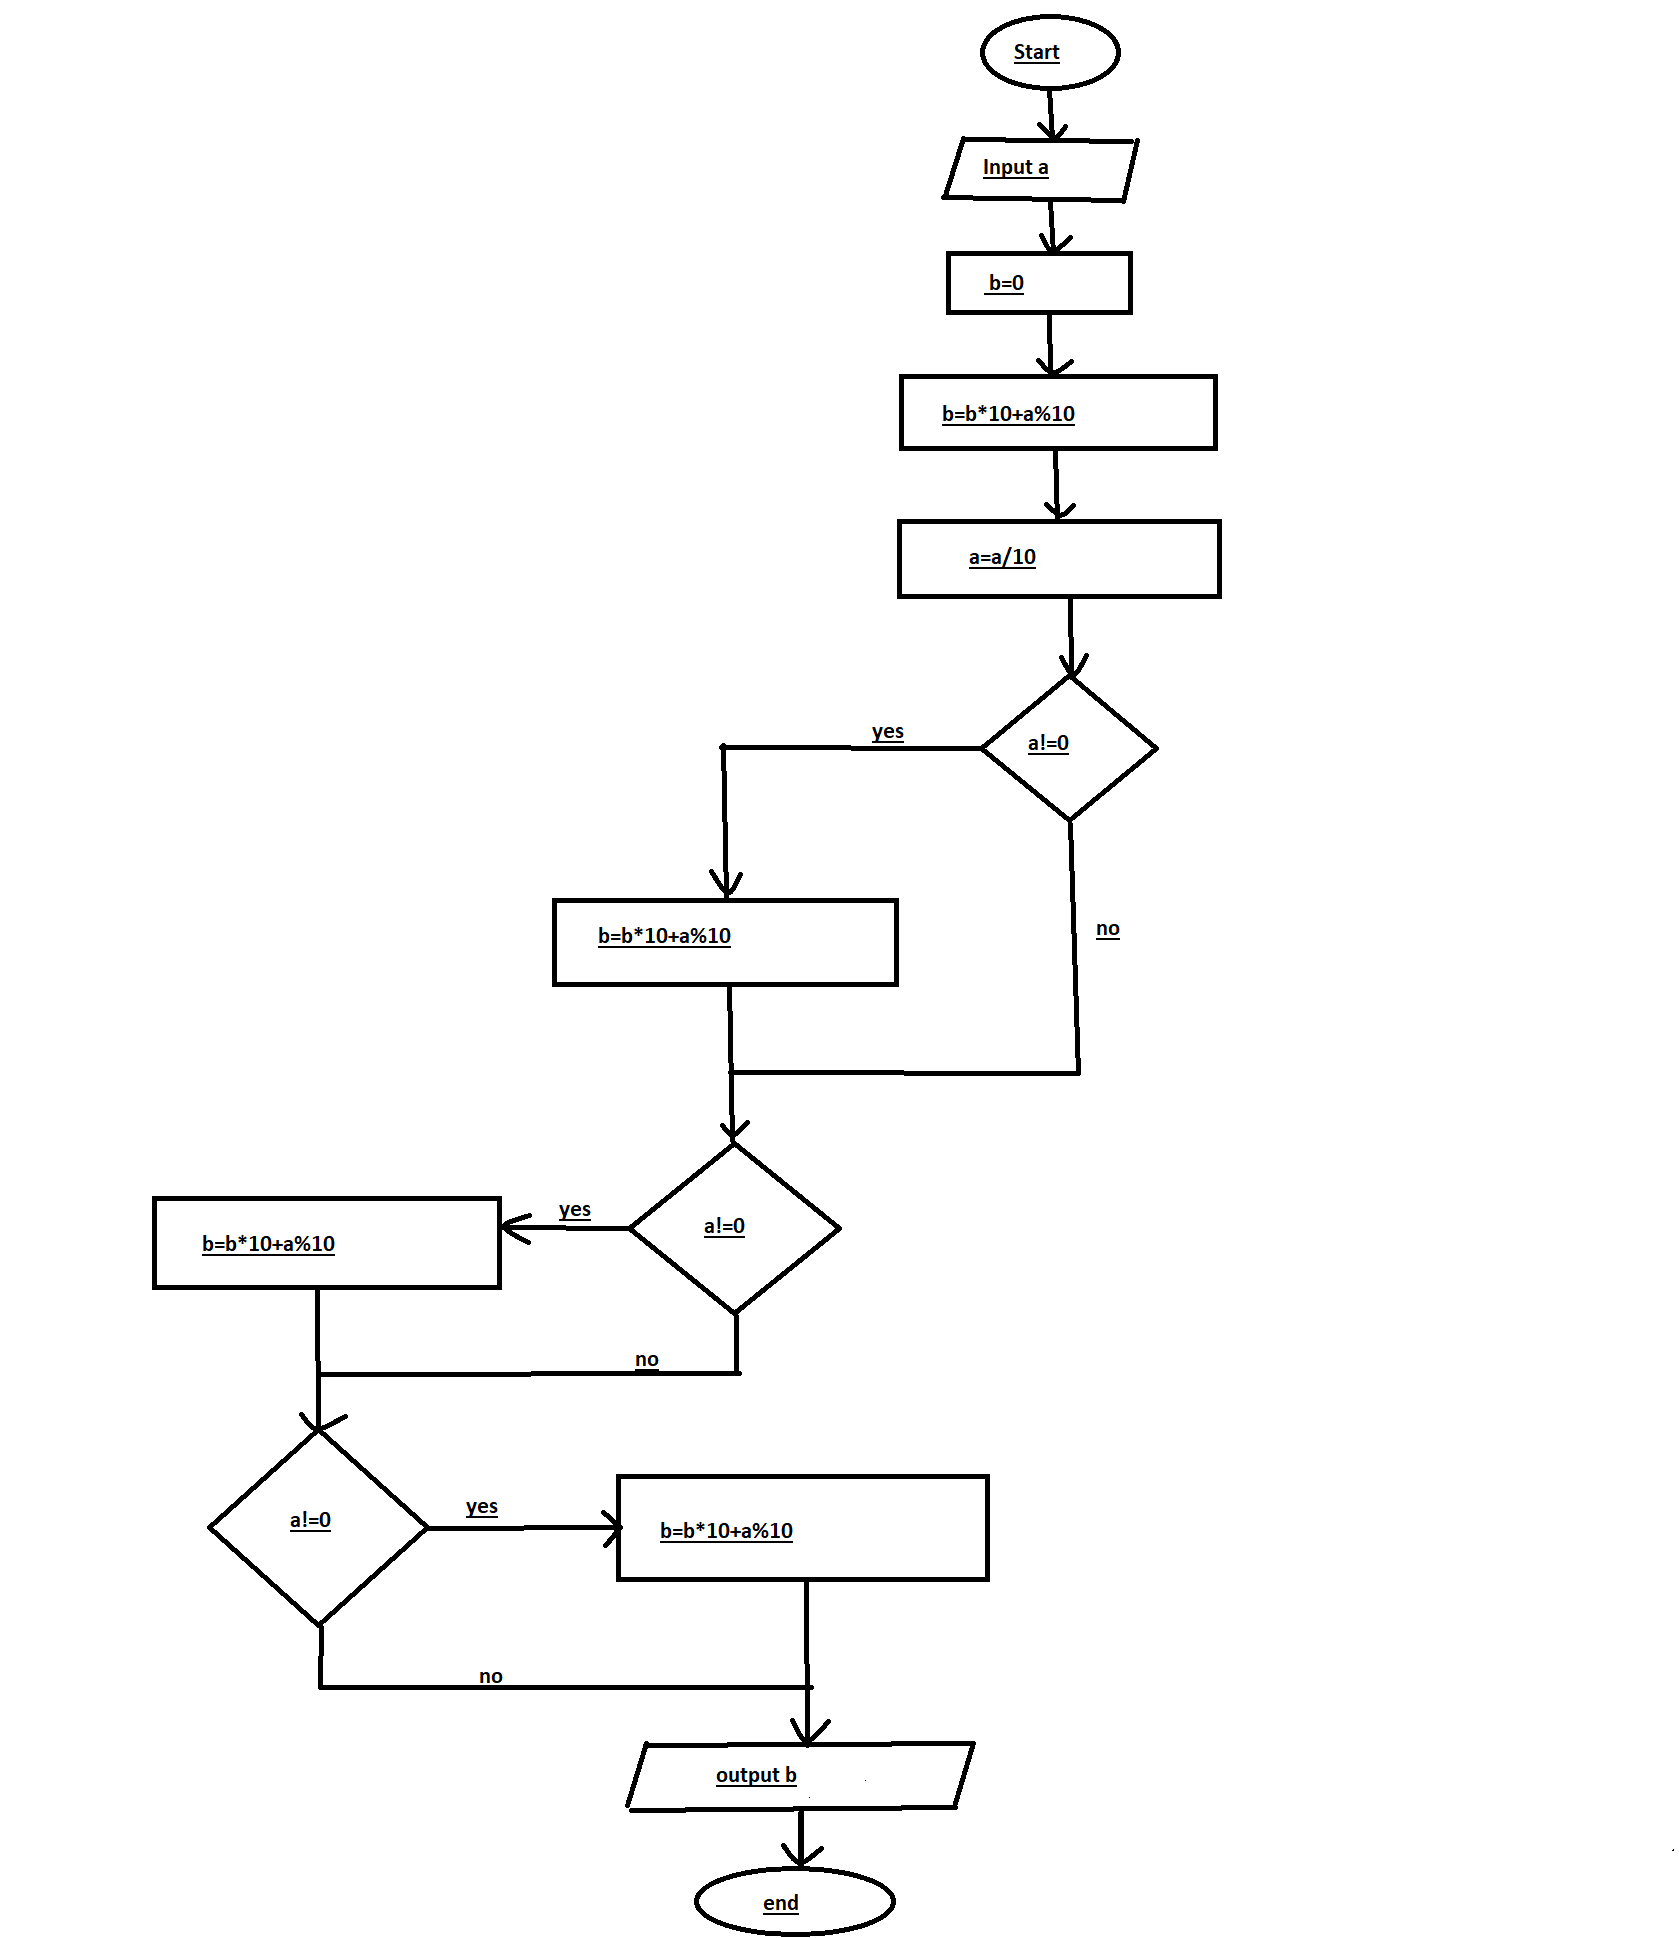 Start
Input a
b=0
b=b*10+a%10
a=a/10
a!=0
yes
no
b=b*10+a%10
a!=0
yes
no
b=b*10+a%10
a!=0
yes
no
b=b*10+a%10
output b
end